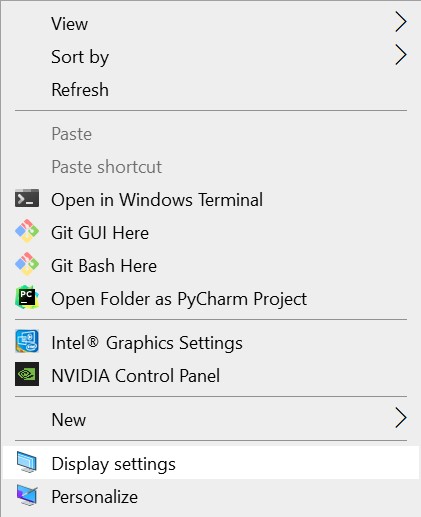 View
Sort by
Refresh
Paste
Paste shortcut
Open in Windows Terminal
Git GUI Here
Git Bash Here
PC
Open Folder as PyCharm Project
Intel® Graphics Settings
NVIDIA Control Panel
New
Display settings
Personalize